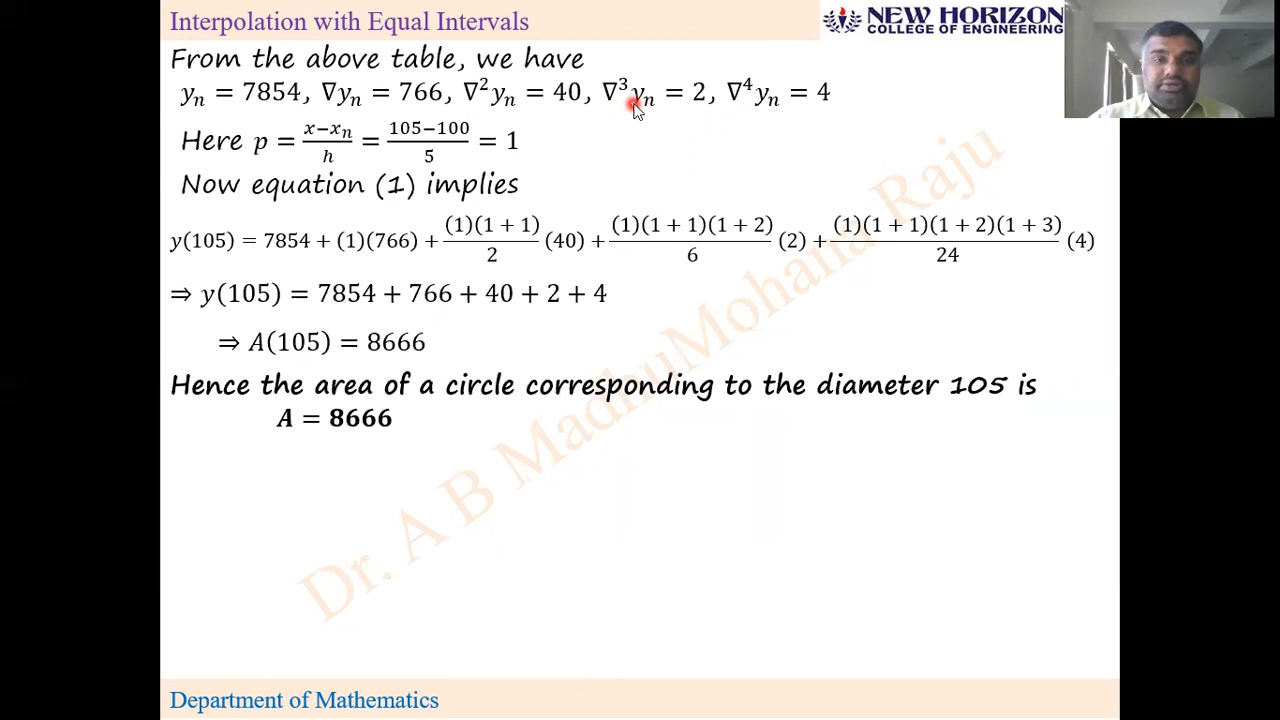 Interpolation with Equal Intervals
NEW HORIZON
COLLEGE OF ENGINEERING
From the above table, we have
yₙ = 7854, ∇yₙ = 766, ∇²yₙ = 40, ∇³yₙ = 2, ∇⁴yₙ = 4
Here p = (x−xₙ)/h = (105−100)/5 = 1
Now equation (1) implies
y(105) = 7854 + (1)(766) + (1)(1 + 1)/2 (40) + (1)(1 + 1)(1 + 2)/6 (2) + (1)(1 + 1)(1 + 2)(1 + 3)/24 (4)
⇒ y(105) = 7854 + 766 + 40 + 2 + 4
⇒ A(105) = 8666
Hence the area of a circle corresponding to the diameter 105 is
A = 8666
Dr. A B MadhuMohana Raju
Department of Mathematics